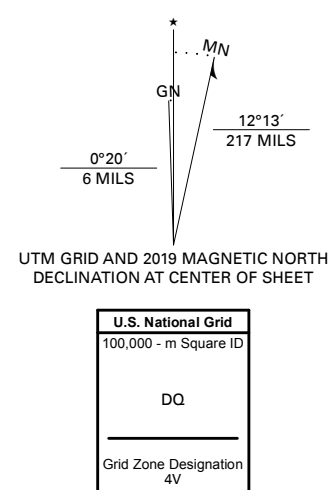 ★
MN
GN
12°13´
217 MILS
0°20´
6 MILS
UTM GRID AND 2019 MAGNETIC NORTH
DECLINATION AT CENTER OF SHEET
U.S. National Grid
100,000 - m Square ID
DQ
Grid Zone Designation
4V